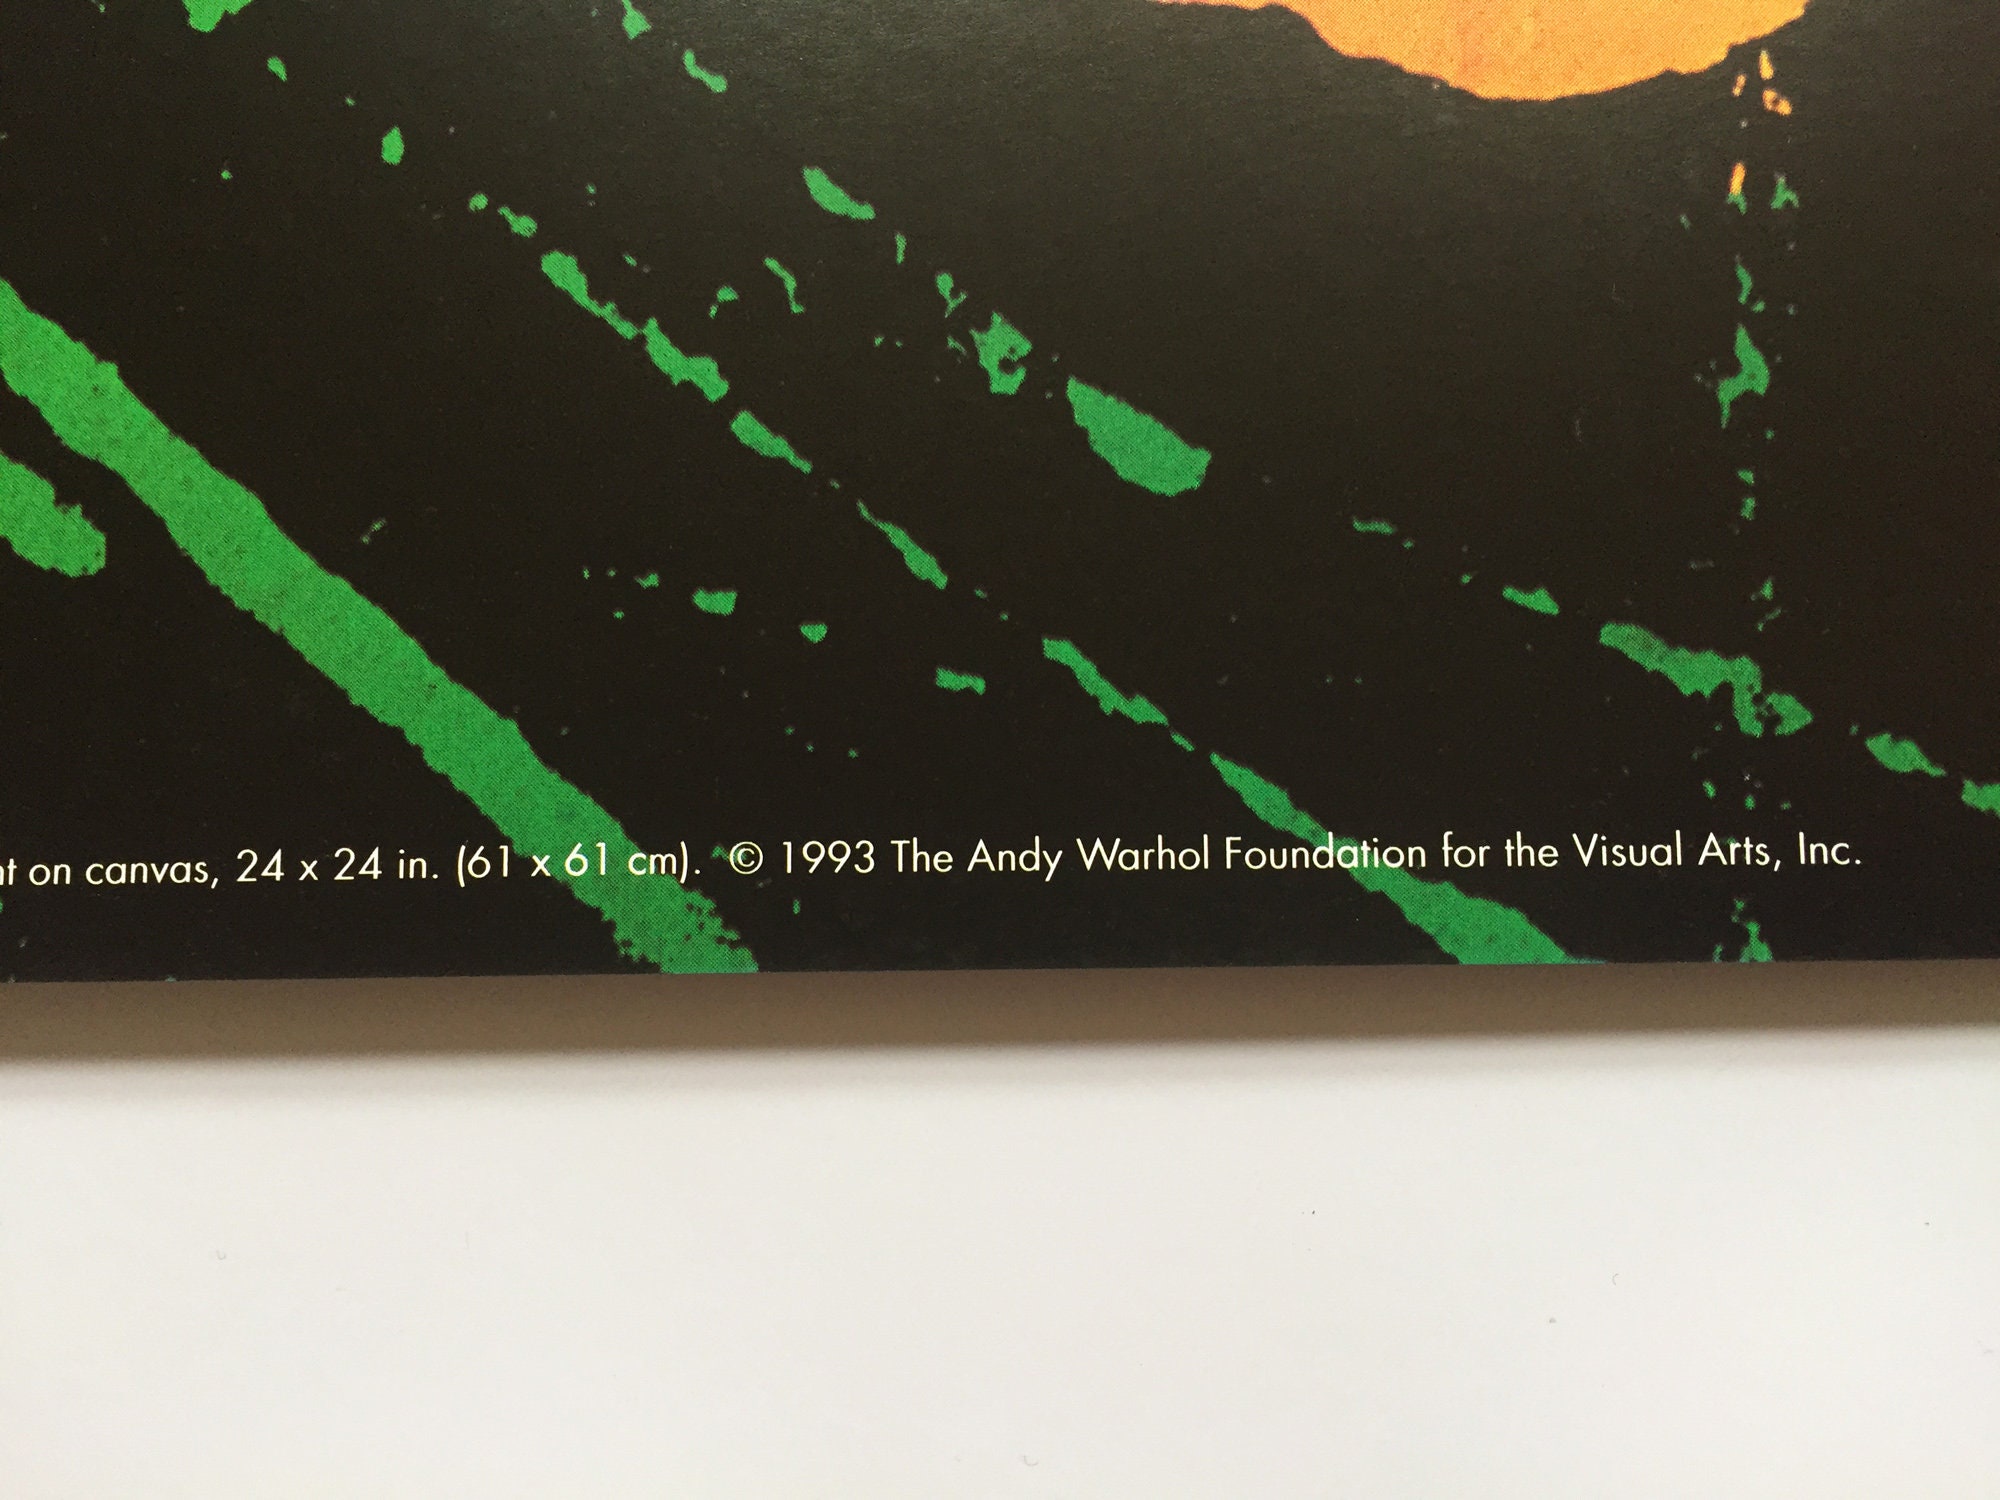 on canvas, 24 x 24 in. (61 x 61 cm). © 1993 The Andy Warhol Foundation for the Visual Arts, Inc.